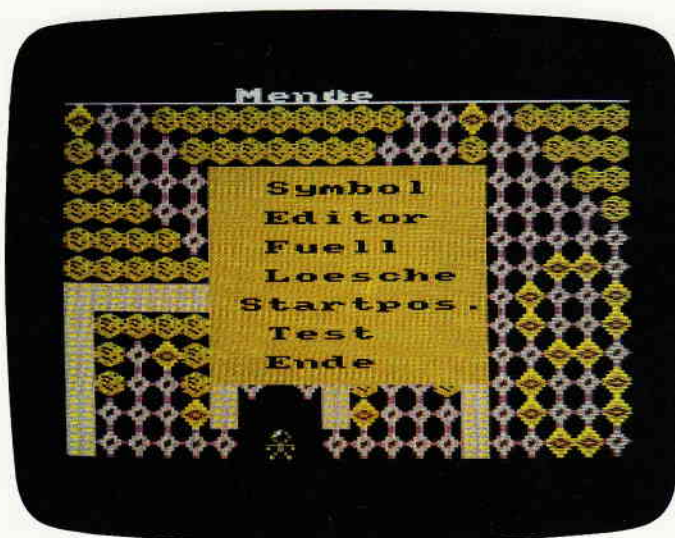 Menue
Symbol
Editor
Fuell
Loesche
Startpos.
Test
Ende